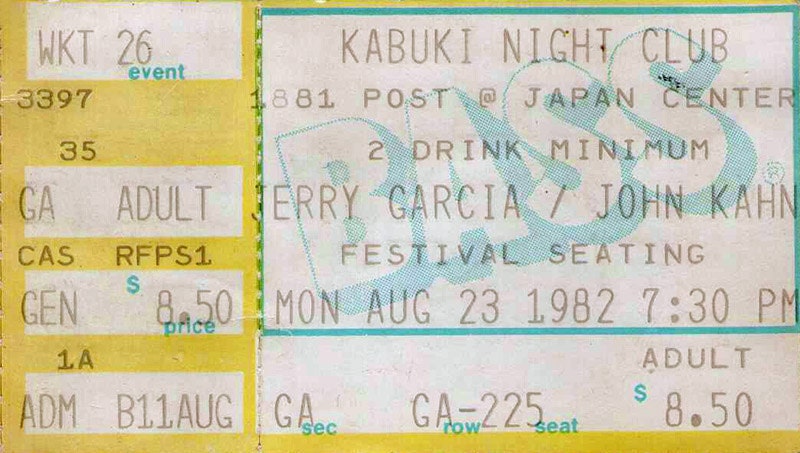 WKT 26
event
3397
35
GA ADULT
CAS RFPS1
$
GEN 8.50
price
1A
ADM B11AUG
KABUKI NIGHT CLUB
1881 POST @ JAPAN CENTER
2 DRINK MINIMUM
JERRY GARCIA / JOHN KAHN
FESTIVAL SEATING
MON AUG 23 1982 7:30 PM
BASS®
ADULT
GA GA-225 $ 8.50
sec row seat